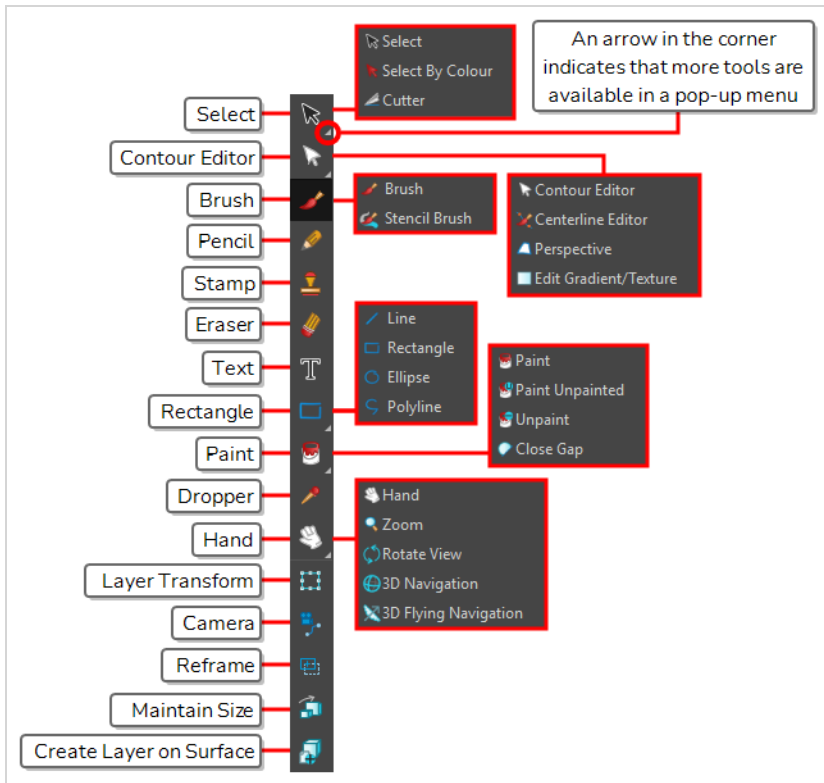 Select
Select By Colour
Cutter
An arrow in the corner
indicates that more tools are
available in a pop-up menu
Select
Contour Editor
Brush
Pencil
Stamp
Eraser
Text
Rectangle
Paint
Dropper
Hand
Layer Transform
Camera
Reframe
Maintain Size
Create Layer on Surface
Brush
Stencil Brush
Contour Editor
Centerline Editor
Perspective
Edit Gradient/Texture
Line
Rectangle
Ellipse
Polyline
Paint
Paint Unpainted
Unpaint
Close Gap
Hand
Zoom
Rotate View
3D Navigation
3D Flying Navigation